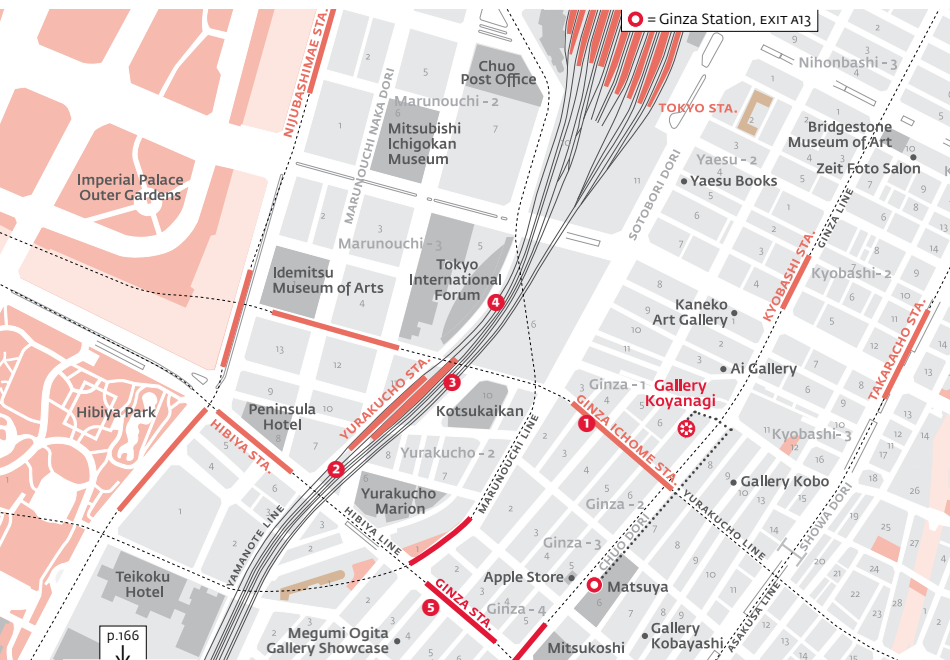 = Ginza Station, EXIT A13
NIJUBASHIMAE STA.
Chuo
Post Office
Nihonbashi - 3
MARUNOUCHI NAKA DORI
Marunouchi - 2
TOKYO STA.
Mitsubishi
Ichigokan
Museum
Bridgestone
Museum of Art
Zeit Foto Salon
Yaesu - 2
Yaesu Books
Imperial Palace
Outer Gardens
SOTOBORI DORI
GINZA LINE
Marunouchi - 3
KYOBASHI STA.
Tokyo
International
Forum
Idemitsu
Museum of Arts
Kyobashi - 2
4
Kaneko
Art Gallery
TAKARACHO STA.
Ai Gallery
YURAKUCHO STA.
3
Ginza - 1
Gallery
Koyanagi
Hibiya Park
Peninsula
Hotel
Kotsukaikan
GINZA ICHOME STA.
1
HIBIYA STA.
Kyobashi - 3
Yurakucho - 2
MARUNOUCHI LINE
2
Gallery Kobo
Yurakucho
Marion
Ginza - 2
YURAKUCHO LINE
SHOWA DORI
YAMANOTE LINE
HIBIYA LINE
Ginza - 3
CHUO DORI
Teikoku
Hotel
Apple Store
Matsuya
GINZA STA.
5
Ginza - 4
ASAKUSA LINE
p.166
Megumi Ogita
Gallery Showcase
Mitsukoshi
Gallery
Kobayashi